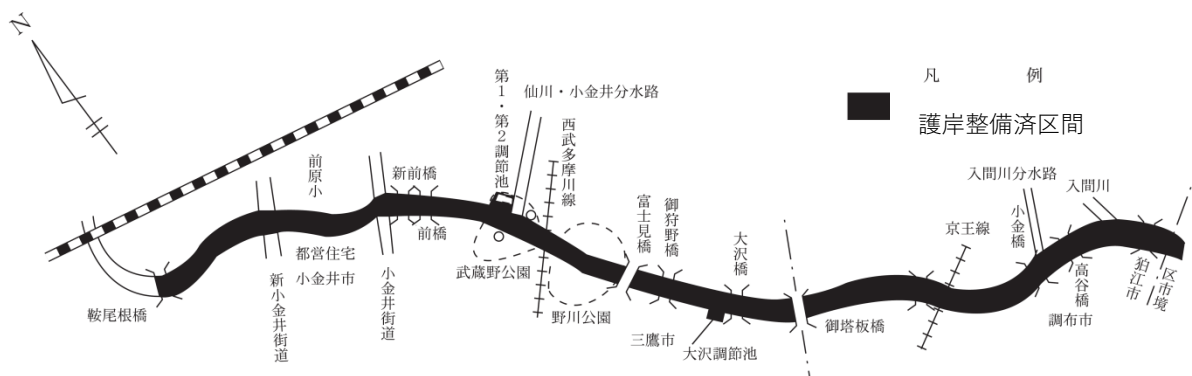 N
凡 例
護岸整備済区間
第1・第2調節池
仙川・小金井分水路
西武多摩川線
前原小
新前橋
前橋
都営住宅
小金井市
鞍尾根橋
新小金井街道
小金井街道
武蔵野公園
野川公園
富士見橋
御狩野橋
大沢橋
三鷹市
大沢調節池
御塔板橋
京王線
入間川分水路
入間川
小金橋
高谷橋
調布市
狛江市
区市境